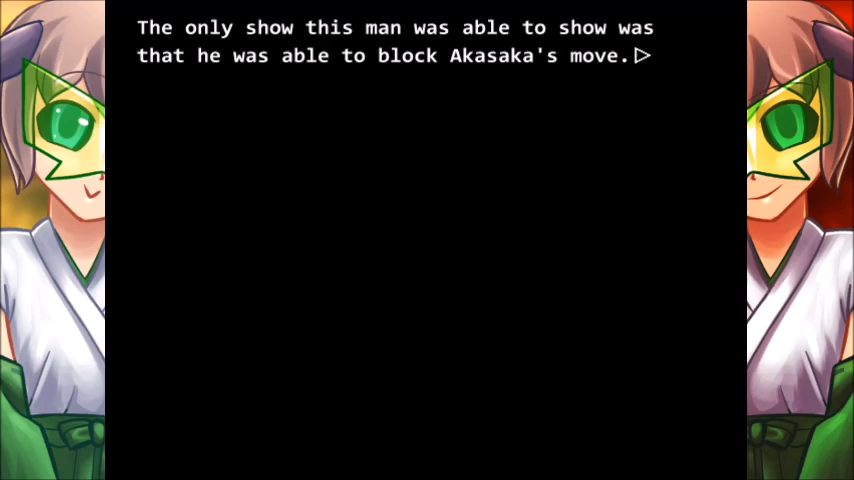 The only show this man was able to show was
that he was able to block Akasaka's move.